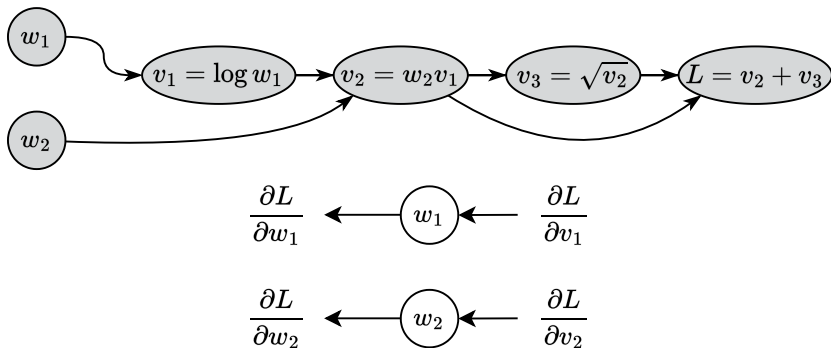 w₁
v₁ = log w₁ v₂ = w₂v₁ v₃ = √v₂ L = v₂ + v₃
w₂
∂L/∂w₁ w₁ ∂L/∂v₁
∂L/∂w₂ w₂ ∂L/∂v₂